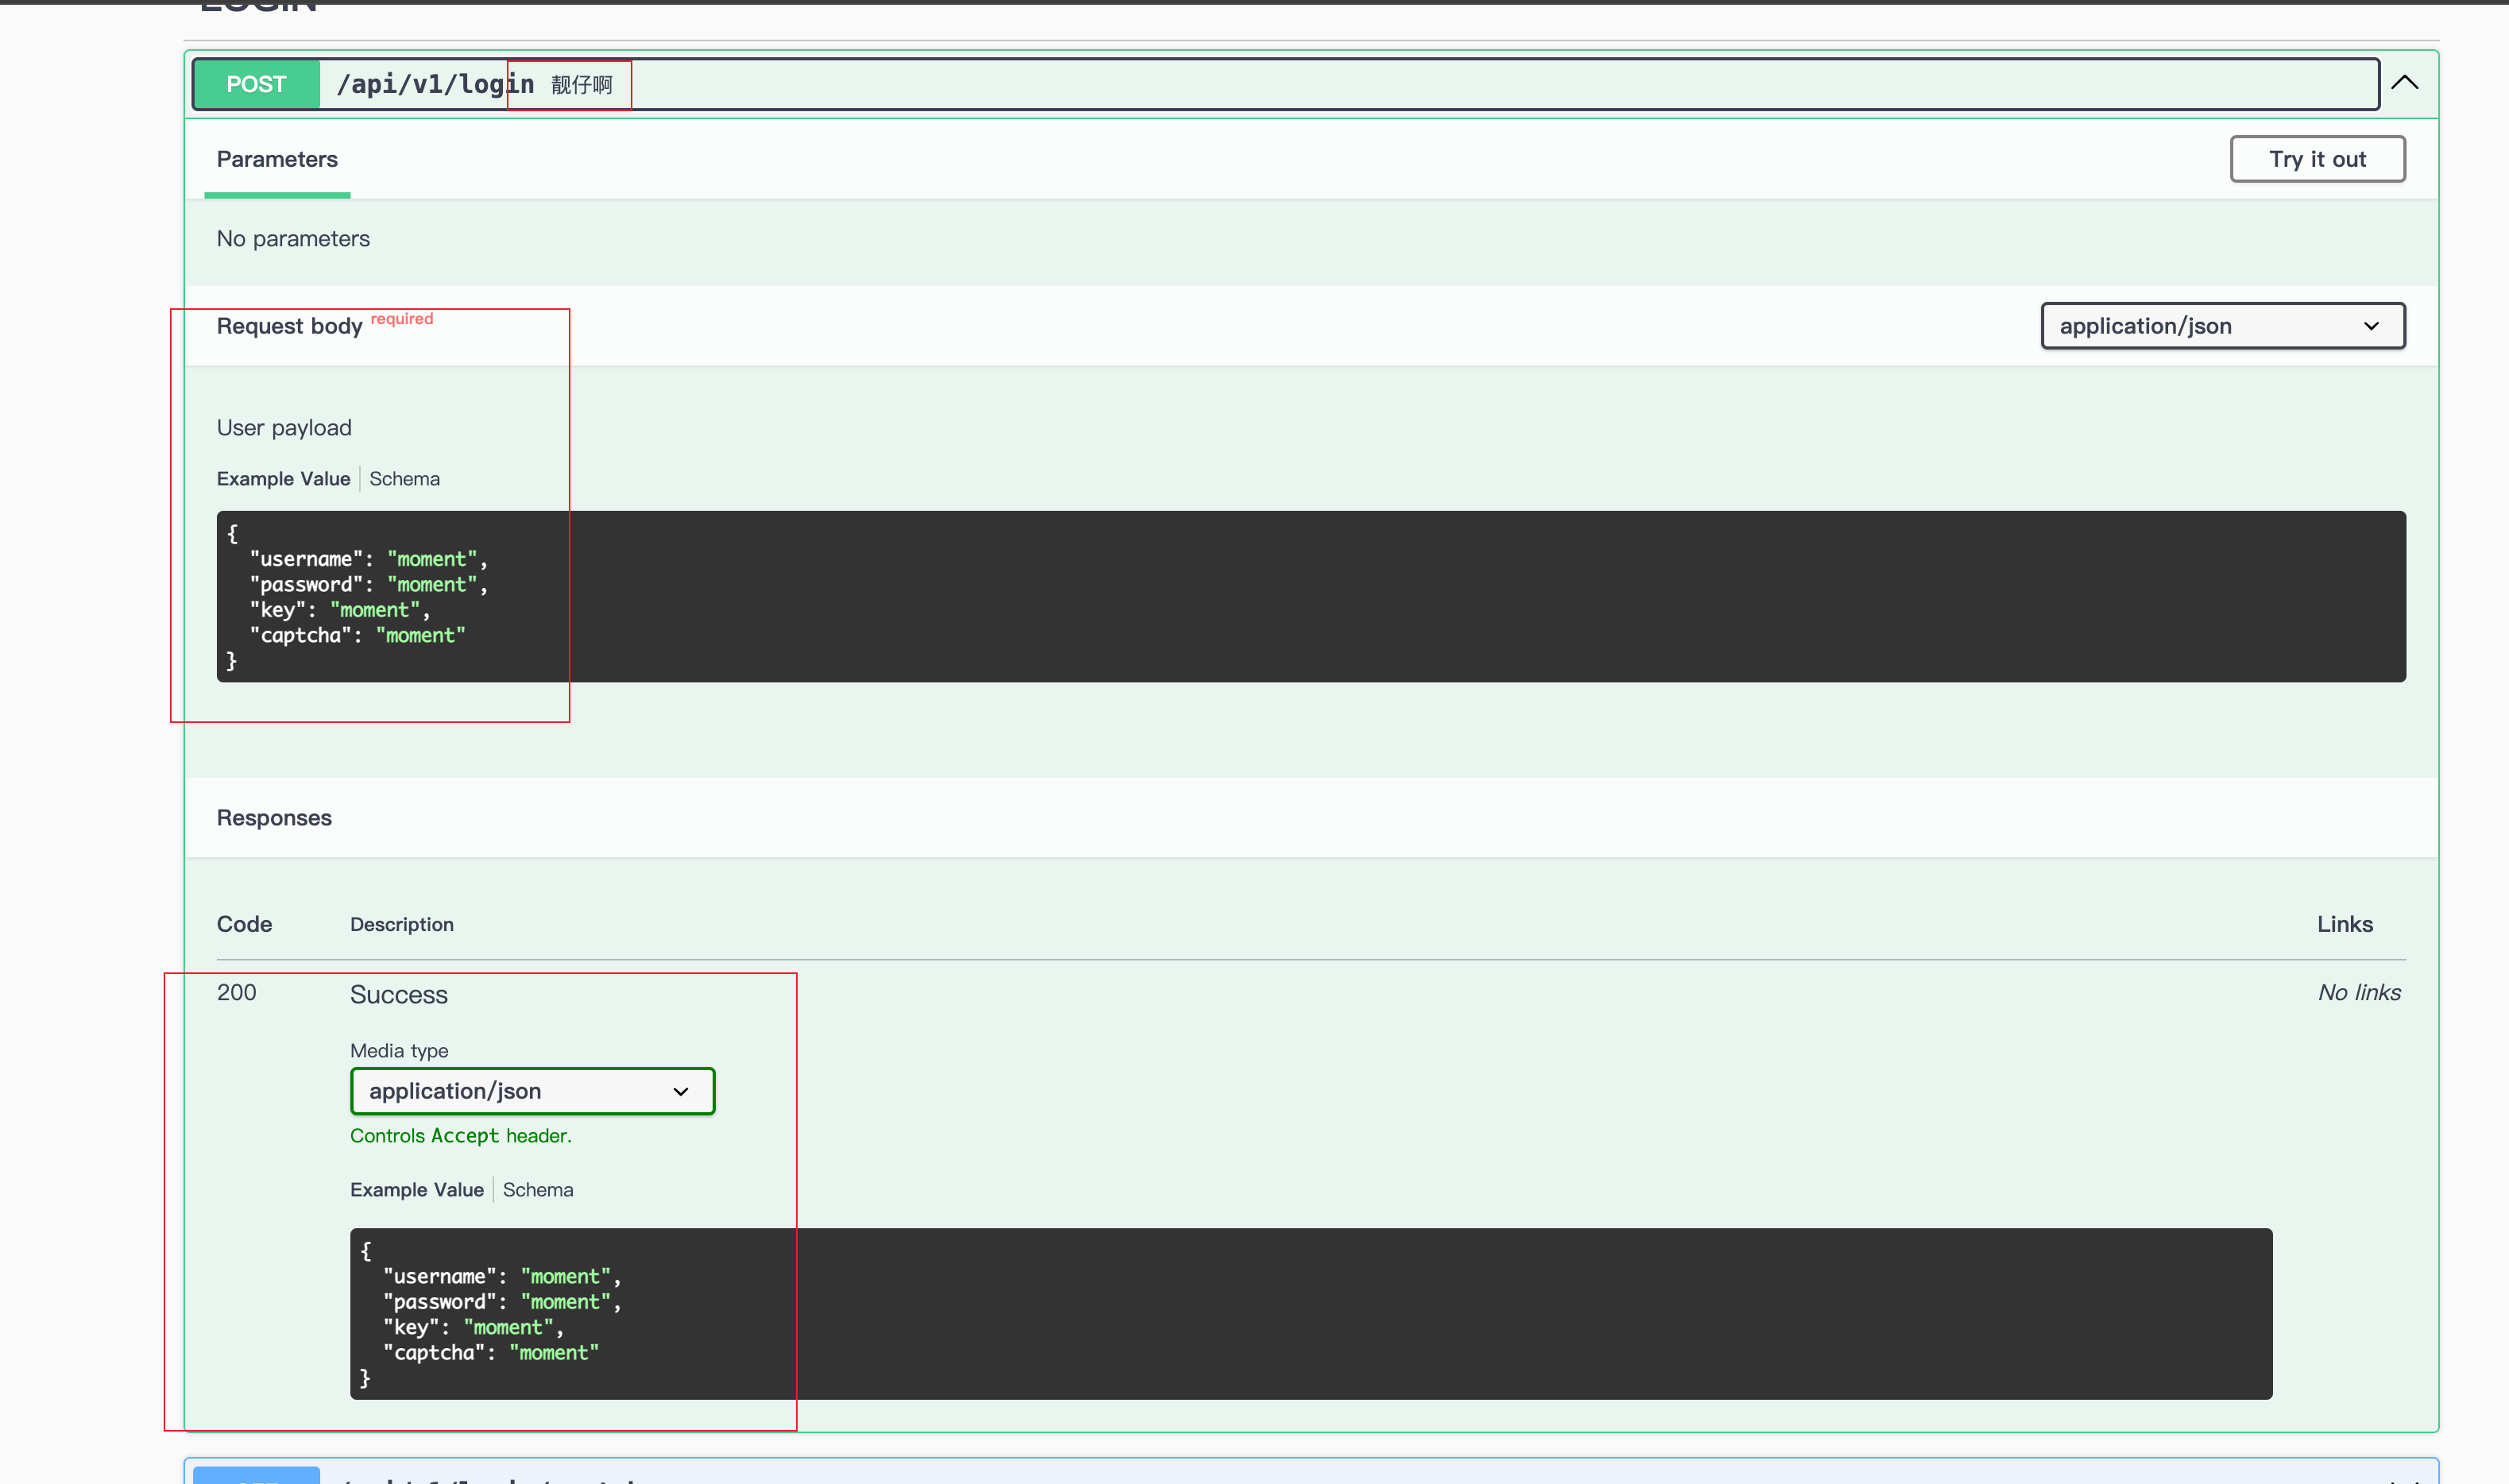 LOGIN
POST /api/v1/login 靓仔啊
Parameters
Try it out
No parameters
Request body required
application/json
User payload
Example Value Schema
{
"username": "moment",
"password": "moment",
"key": "moment",
"captcha": "moment"
}
Responses
Code Description Links
200 Success No links
Media type
application/json
Controls Accept header.
Example Value Schema
{
"username": "moment",
"password": "moment",
"key": "moment",
"captcha": "moment"
}